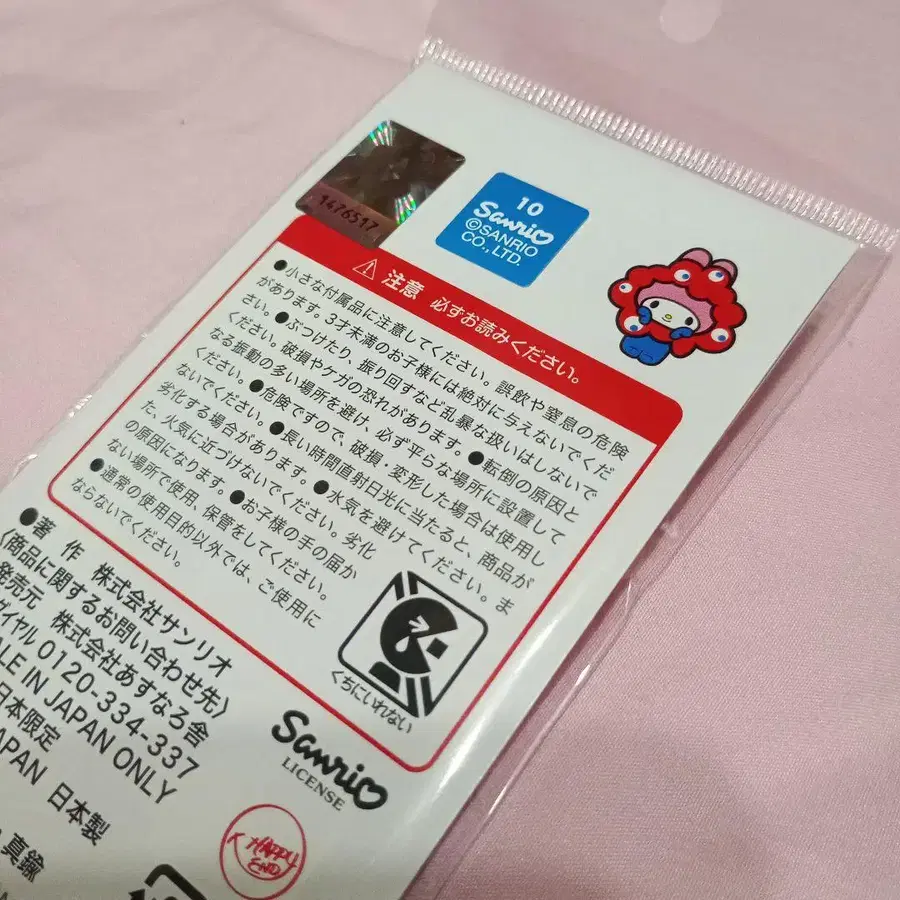 1476517
10
Sanrio
©SANRIO
CO.,LTD.
注意 必ずお読みください。
●小さな付属品に注意してください。誤飲や窒息の危険
があります。3才未満のお子様には絶対に与えないでくだ
さい。●ぶつけたり、振り回すなど乱暴な扱いはしないで
ください。破損やケガの恐れがあります。●転倒の原因と
なる振動の多い場所を避け、必ず平らな場所に設置して
ください。●危険ですので、破損・変形した場合は使用し
ないでください。●長い時間直射日光に当たると、商品が
劣化する場合があります。●水気を避けてください。ま
た、火気に近づけないでください。劣化
の原因になります。●お子様の手の届か
ない場所で使用、保管をしてください。
●通常の使用目的以外では、ご使用に
ならないでください。
くちにいれない
●著 作 株式会社サンリオ
〈商品に関するお問い合わせ先〉
発売元 株式会社あすなろ舎
ダイヤル 0120-334-337
ALE IN JAPAN ONLY
日本限定
APAN 日本製
真鍮
Sanrio
LICENSE
HAPPY
END